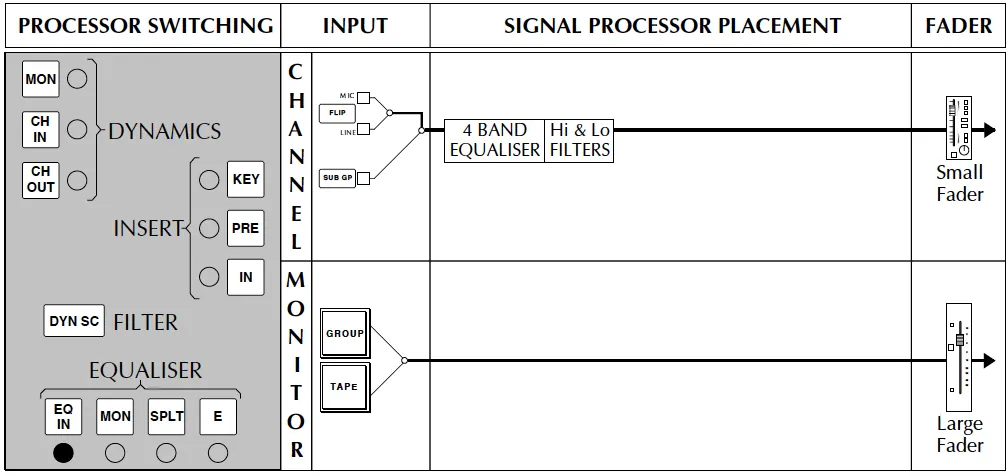 PROCESSOR SWITCHING
INPUT
SIGNAL PROCESSOR PLACEMENT
FADER
MON
CH
IN
CH
OUT
DYNAMICS
KEY
INSERT
PRE
IN
DYN SC
FILTER
EQUALISER
EQ
IN
MON
SPLT
E
CHANNEL
MIC
FLIP
LINE
SUB GP
4 BAND
EQUALISER
Hi & Lo
FILTERS
Small
Fader
MONITOR
GROUP
TAPE
Large
Fader